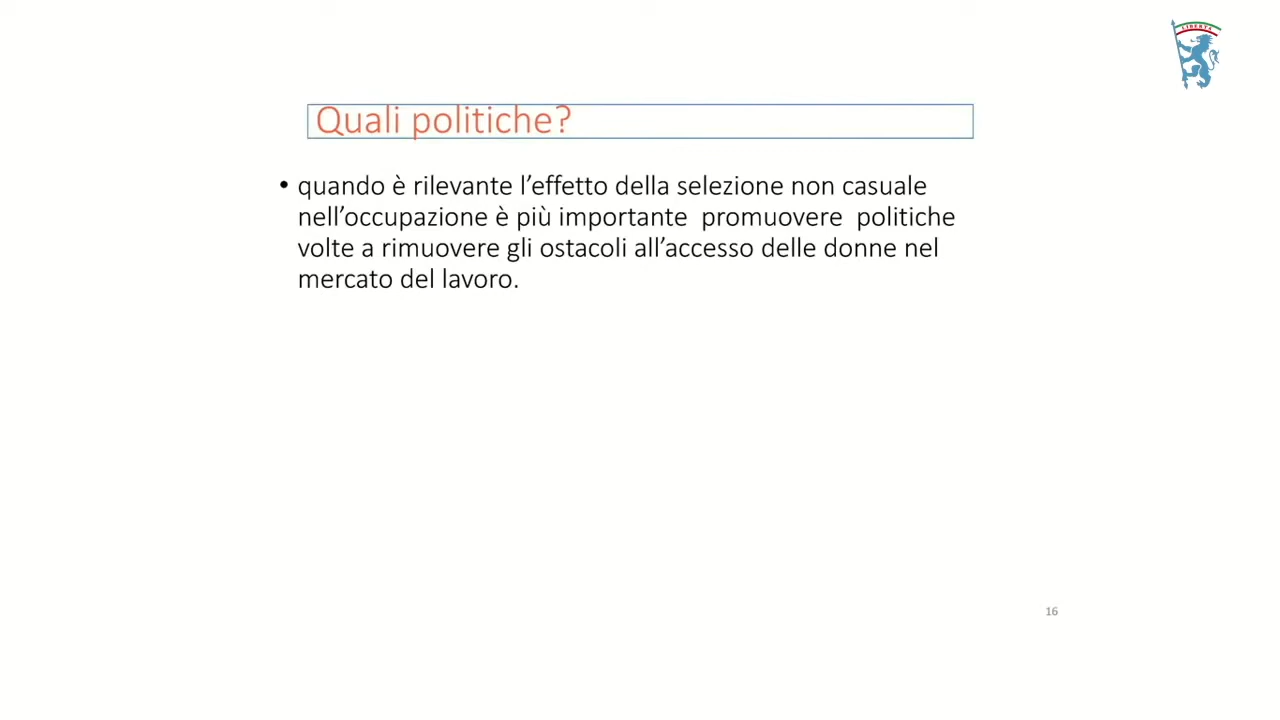 LIBERTÀ
Quali politiche?
• quando è rilevante l’effetto della selezione non casuale
nell’occupazione è più importante  promuovere  politiche
volte a rimuovere gli ostacoli all’accesso delle donne nel
mercato del lavoro.
16